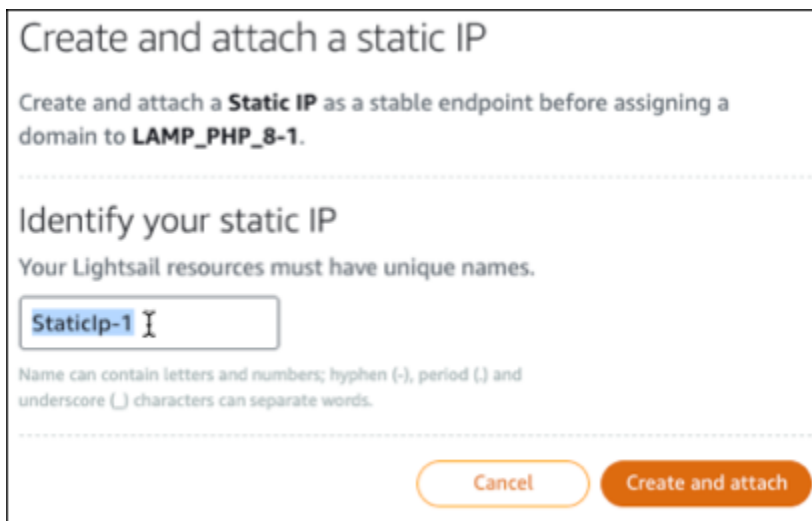 Create and attach a static IP
Create and attach a Static IP as a stable endpoint before assigning a
domain to LAMP_PHP_8-1.
Identify your static IP
Your Lightsail resources must have unique names.
StaticIp-1
Name can contain letters and numbers; hyphen (-), period (.) and
underscore (_) characters can separate words.
Cancel
Create and attach